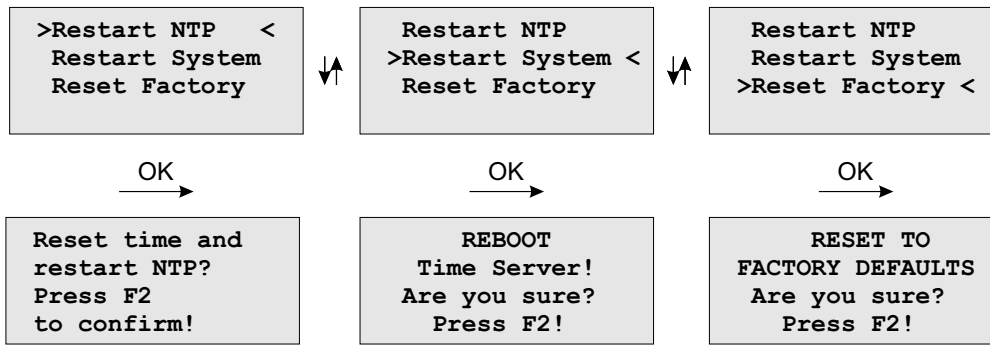 >Restart NTP   <
Restart System
Reset Factory
Restart NTP
>Restart System <
Reset Factory
Restart NTP
Restart System
>Reset Factory <
OK
OK
OK
Reset time and
restart NTP?
Press F2
to confirm!
REBOOT
Time Server!
Are you sure?
Press F2!
RESET TO
FACTORY DEFAULTS
Are you sure?
Press F2!